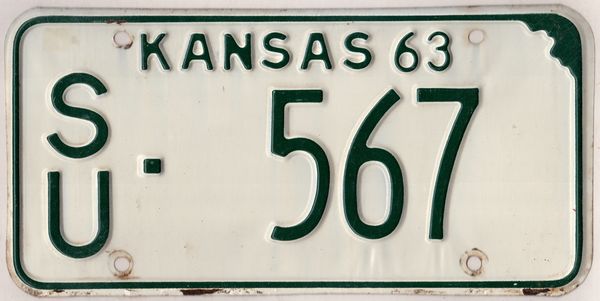 KANSAS 63
SU · 567